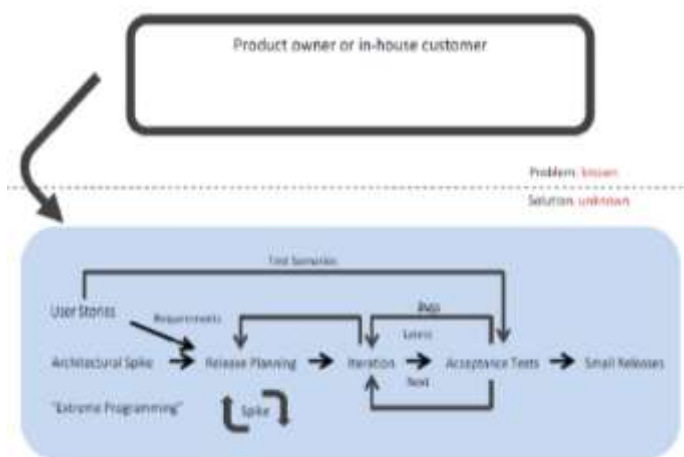 Product owner or in-house customer
Problem: known
Solution: unknown
Test Scenarios
User Stories
Requirements
Bugs
Latest
Architectural Spike
Release Planning
Iteration
Acceptance Tests
Small Releases
Next
"Extreme Programming"
Spike